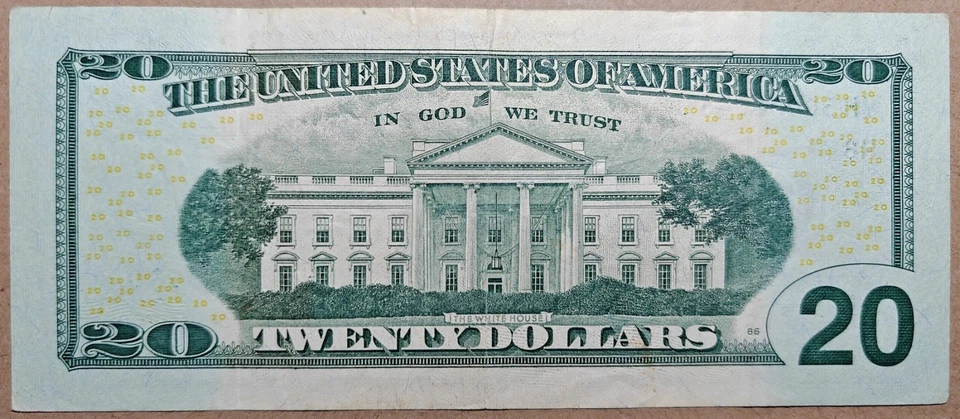 20 20
THE UNITED STATES OF AMERICA
IN GOD WE TRUST
THE WHITE HOUSE
20 TWENTY DOLLARS 86 20